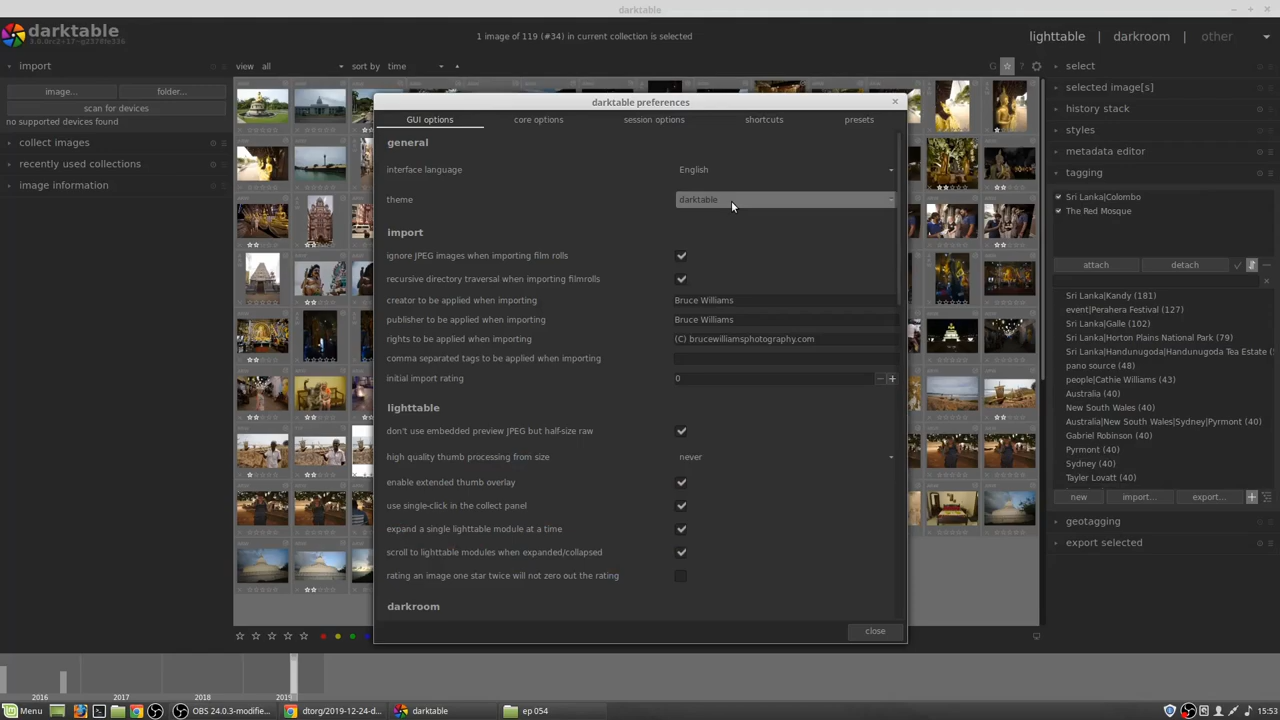 darktable
darktable
1 image of 119 (#34) in current collection is selected
lighttable | darkroom | other
import
view all
sort by time
select
image...
folder...
scan for devices
no supported devices found
collect images
recently used collections
image information
selected image[s]
history stack
styles
metadata editor
tagging
Sri Lanka|Colombo
The Red Mosque
attach
detach
Sri Lanka|Kandy (181)
event|Perahera Festival (127)
Sri Lanka|Galle (102)
Sri Lanka|Horton Plains National Park (79)
Sri Lanka|Handunugoda|Handunugoda Tea Estate (
pano source (48)
people|Cathie Williams (43)
Australia (40)
New South Wales (40)
Australia|New South Wales|Sydney|Pyrmont (40)
Gabriel Robinson (40)
Pyrmont (40)
Sydney (40)
Tayler Lovatt (40)
new
import...
export...
geotagging
export selected
darktable preferences
GUI options
core options
session options
shortcuts
presets
general
interface language
English
theme
darktable
import
ignore JPEG images when importing film rolls
recursive directory traversal when importing filmrolls
creator to be applied when importing
Bruce Williams
publisher to be applied when importing
Bruce Williams
rights to be applied when importing
(C) brucewilliamsphotography.com
comma separated tags to be applied when importing
initial import rating
0
lighttable
don't use embedded preview JPEG but half-size raw
high quality thumb processing from size
never
enable extended thumb overlay
use single-click in the collect panel
expand a single lighttable module at a time
scroll to lighttable modules when expanded/collapsed
rating an image one star twice will not zero out the rating
darkroom
close
2016
2017
2018
2019
Menu
OBS 24.0.3-modifie...
dtorg/2019-12-24-d...
darktable
ep 054
15:53